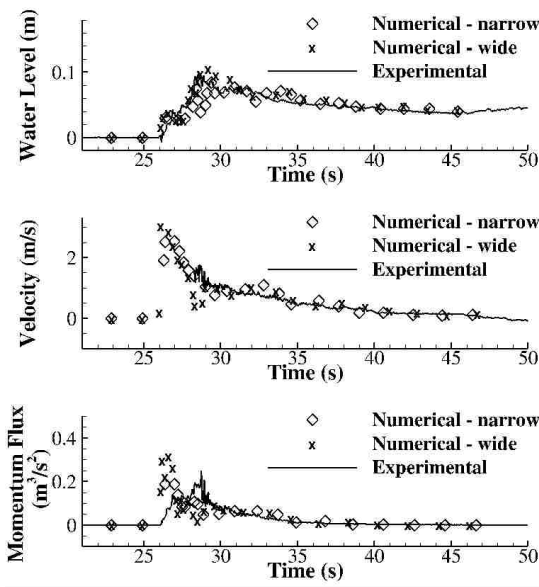 Water Level (m)
0.1
0
Numerical - narrow
Numerical - wide
Experimental
25 30 35 40 45 50
Time (s)
Velocity (m/s)
2
0
Numerical - narrow
Numerical - wide
Experimental
25 30 35 40 45 50
Time (s)
Momentum Flux
(m³/s²)
0.4
0.2
0
Numerical - narrow
Numerical - wide
Experimental
25 30 35 40 45 50
Time (s)